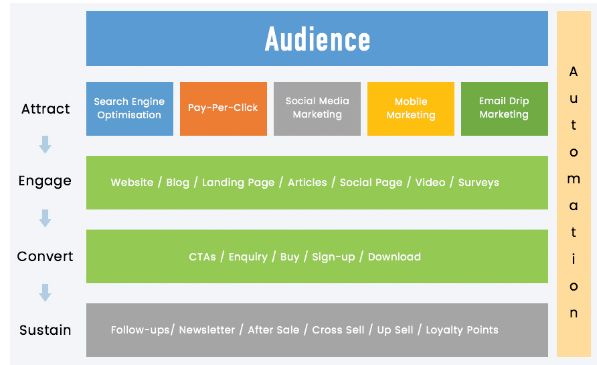 Audience
Attract
Search Engine
Optimisation
Pay-Per-Click
Social Media
Marketing
Mobile
Marketing
Email Drip
Marketing
Engage
Website / Blog / Landing Page / Articles / Social Page / Video / Surveys
Convert
CTAs / Enquiry / Buy / Sign-up / Download
Sustain
Follow-ups/ Newsletter / After Sale / Cross Sell / Up Sell / Loyalty Points
Automation